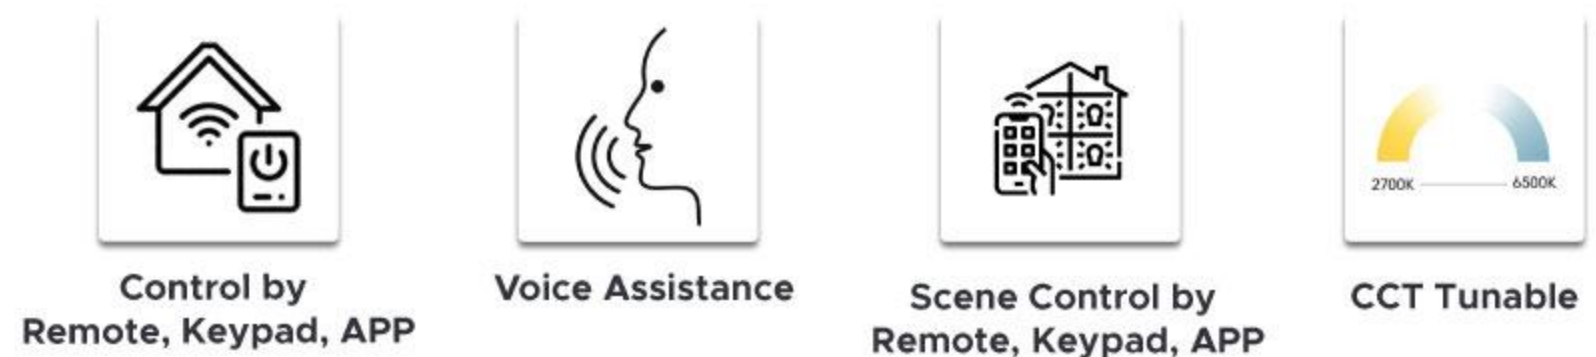 2700K
6500K
Control by
Remote, Keypad, APP
Voice Assistance
Scene Control by
Remote, Keypad, APP
CCT Tunable